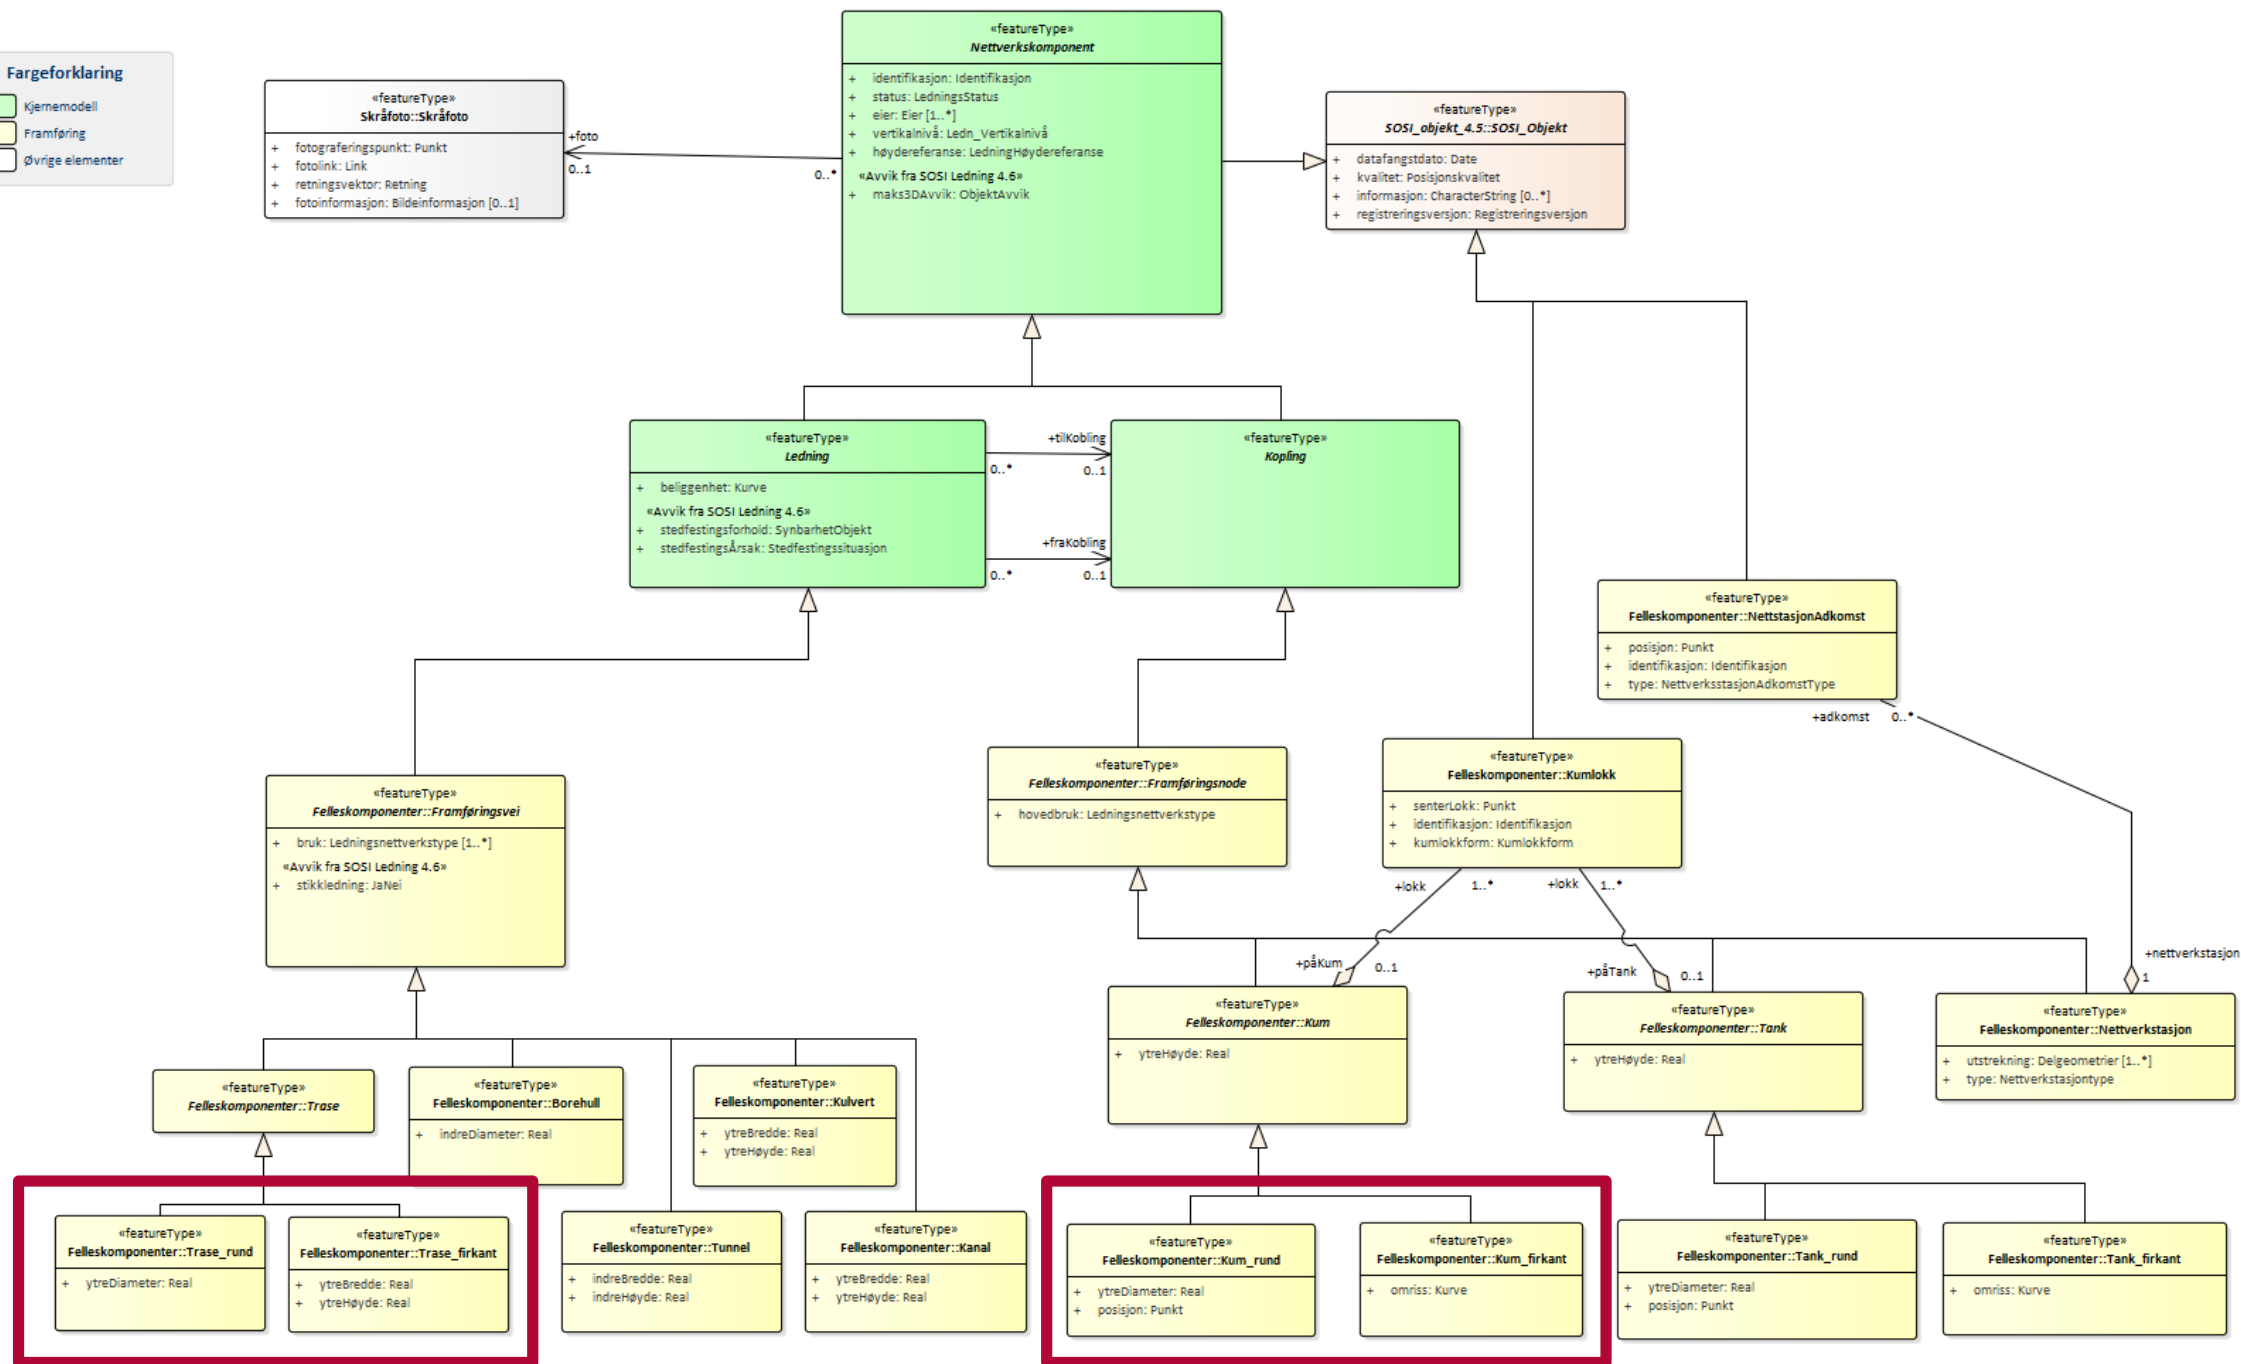 Fargeforklaring
Kjernemodell
Framføring
Øvrige elementer
«featureType»
Skråfoto::Skråfoto
+ fotograferingspunkt: Punkt
+ fotolink: Link
+ retningsvektor: Retning
+ fotoinformasjon: Bildeinformasjon [0..1]
+foto
0..1
0..*
«featureType»
Nettverkskomponent
+ identifikasjon: Identifikasjon
+ status: LedningsStatus
+ eier: Eier [1..*]
+ vertikalnivå: Ledn_Vertikalnivå
+ høydereferanse: LedningHøydereferanse
«Avvik fra SOSI Ledning 4.6»
+ maks3DAvvik: ObjektAvvik
«featureType»
SOSI_objekt_4.5::SOSI_Objekt
+ datafangstdato: Date
+ kvalitet: Posisjonskvalitet
+ informasjon: CharacterString [0..*]
+ registreringsversjon: Registreringsversjon
«featureType»
Ledning
+ beliggenhet: Kurve
«Avvik fra SOSI Ledning 4.6»
+ stedfestingsforhold: SynbarhetObjekt
+ stedfestingsÅrsak: Stedfestingssituasjon
+tilKobling
0..*
0..1
+fraKobling
0..*
0..1
«featureType»
Kopling
«featureType»
Felleskomponenter::NettstasjonAdkomst
+ posisjon: Punkt
+ identifikasjon: Identifikasjon
+ type: NettverksstasjonAdkomstType
+adkomst
0..*
«featureType»
Felleskomponenter::Framføringsvei
+ bruk: Ledningsnettverkstype [1..*]
«Avvik fra SOSI Ledning 4.6»
+ stikkledning: JaNei
«featureType»
Felleskomponenter::Framføringsnode
+ hovedbruk: Ledningsnettverkstype
«featureType»
Felleskomponenter::Kumlokk
+ senterLokk: Punkt
+ identifikasjon: Identifikasjon
+ kumlokkform: Kumlokkform
+lokk
1..*
+lokk
1..*
+påKum
0..1
+påTank
0..1
+nettverkstasjon
1
«featureType»
Felleskomponenter::Kum
+ ytreHøyde: Real
«featureType»
Felleskomponenter::Tank
+ ytreHøyde: Real
«featureType»
Felleskomponenter::Nettverkstasjon
+ utstrekning: Delgeometrier [1..*]
+ type: Nettverkstasjontype
«featureType»
Felleskomponenter::Trase
«featureType»
Felleskomponenter::Borehull
+ indreDiameter: Real
«featureType»
Felleskomponenter::Kulvert
+ ytreBredde: Real
+ ytreHøyde: Real
«featureType»
Felleskomponenter::Trase_rund
+ ytreDiameter: Real
«featureType»
Felleskomponenter::Trase_firkant
+ ytreBredde: Real
+ ytreHøyde: Real
«featureType»
Felleskomponenter::Tunnel
+ indreBredde: Real
+ indreHøyde: Real
«featureType»
Felleskomponenter::Kanal
+ ytreBredde: Real
+ ytreHøyde: Real
«featureType»
Felleskomponenter::Kum_rund
+ ytreDiameter: Real
+ posisjon: Punkt
«featureType»
Felleskomponenter::Kum_firkant
+ omriss: Kurve
«featureType»
Felleskomponenter::Tank_rund
+ ytreDiameter: Real
+ posisjon: Punkt
«featureType»
Felleskomponenter::Tank_firkant
+ omriss: Kurve